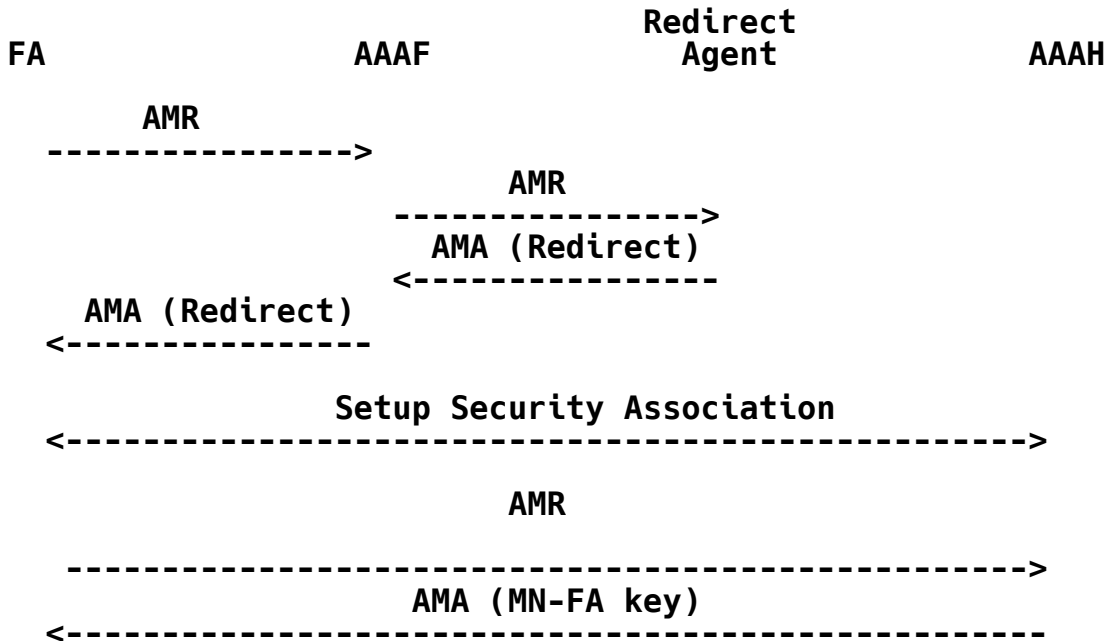 Redirect
FA AAAF Agent AAAH
AMR
---------------->
AMR
---------------->
AMA (Redirect)
<----------------
AMA (Redirect)
<----------------
Setup Security Association
<-------------------------------------------------->
AMR
-------------------------------------------------->
AMA (MN-FA key)
<---------------------------------------------------